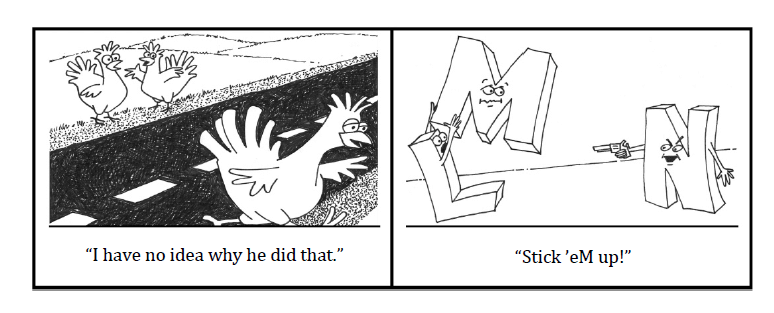 “I have no idea why he did that.”
“Stick ’eM up!”